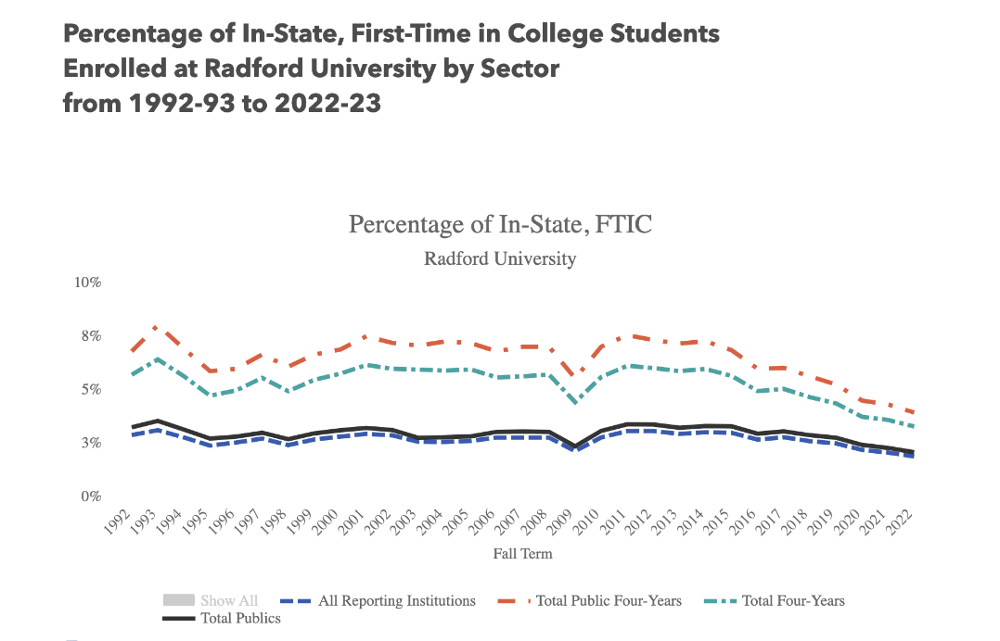 Percentage of In-State, First-Time in College Students
Enrolled at Radford University by Sector
from 1992-93 to 2022-23
Percentage of In-State, FTIC
Radford University
10%
8%
5%
3%
0%
1992 1993 1994 1995 1996 1997 1998 1999 2000 2001 2002 2003 2004 2005 2006 2007 2008 2009 2010 2011 2012 2013 2014 2015 2016 2017 2018 2019 2020 2021 2022
Fall Term
Show All All Reporting Institutions Total Public Four-Years Total Four-Years
Total Publics